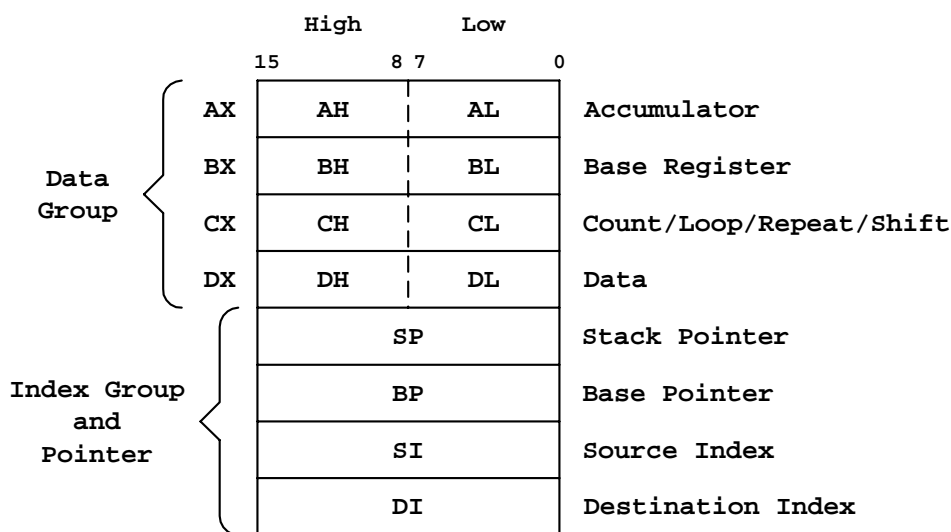 High Low
15 8 7 0
AX AH AL Accumulator
BX BH BL Base Register
Data
Group
CX CH CL Count/Loop/Repeat/Shift
DX DH DL Data
SP Stack Pointer
Index Group
and
Pointer
BP Base Pointer
SI Source Index
DI Destination Index